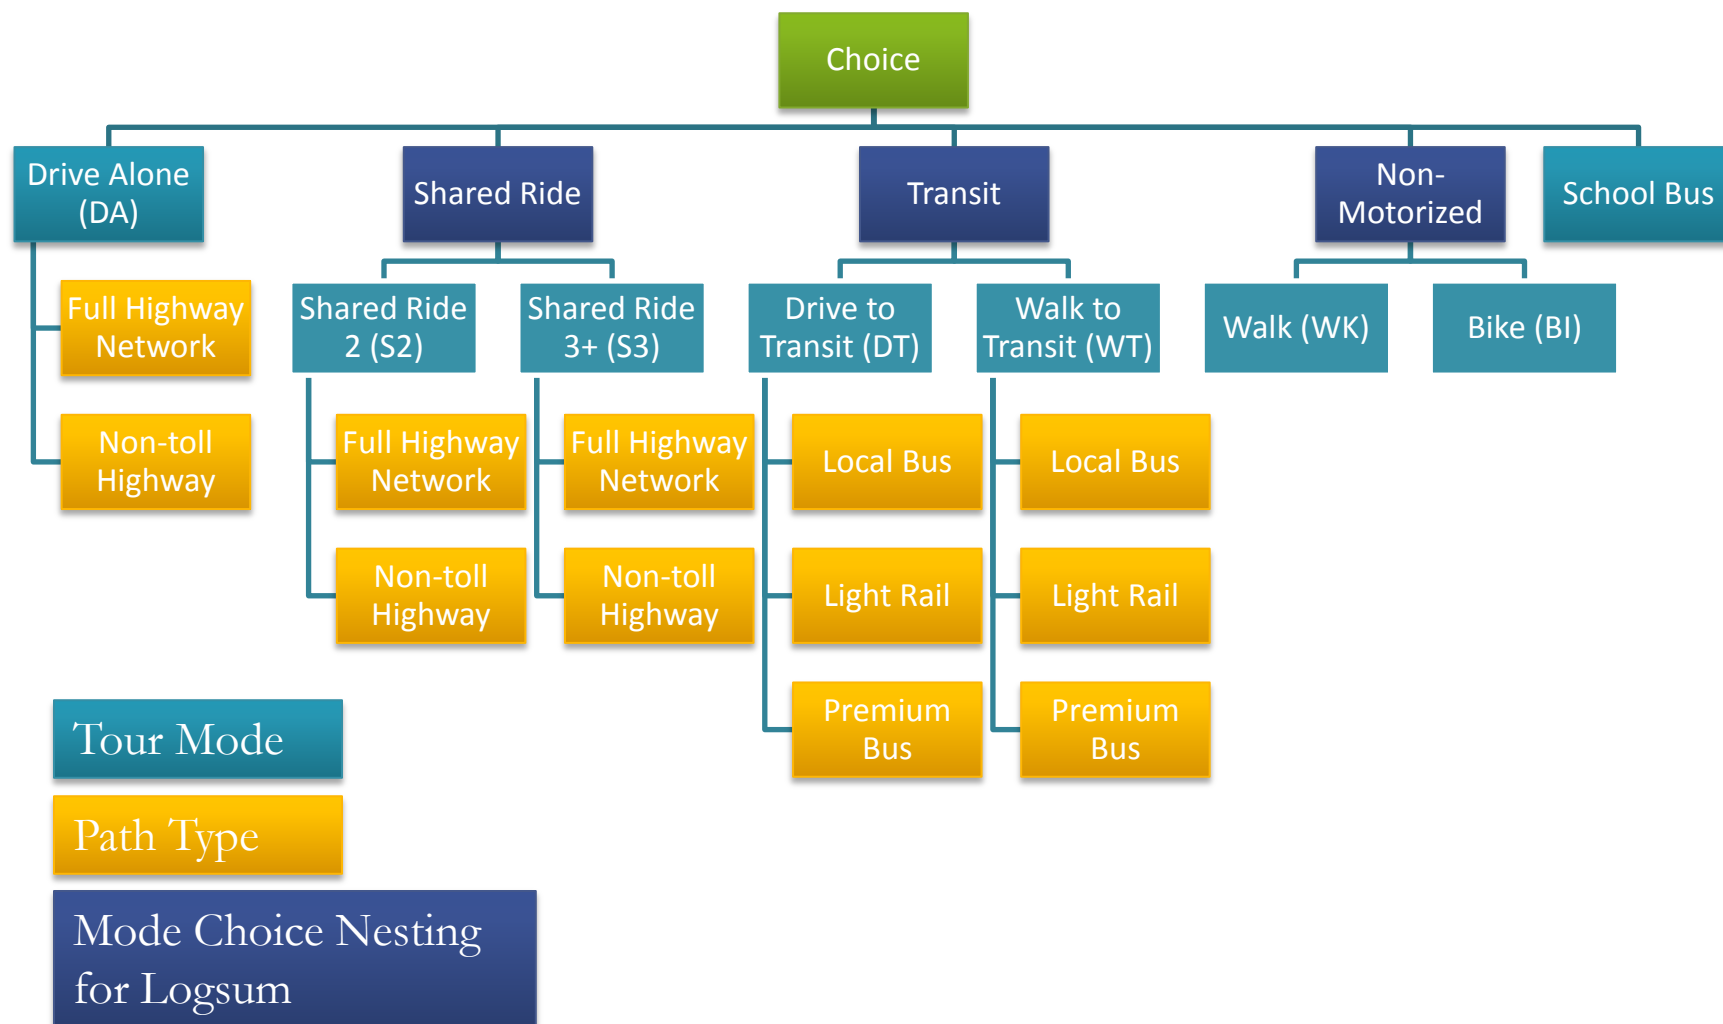 Choice
Drive Alone
(DA)
Shared Ride
Transit
Non-
Motorized
School Bus
Full Highway
Network
Non-toll
Highway
Shared Ride
2 (S2)
Shared Ride
3+ (S3)
Drive to
Transit (DT)
Walk to
Transit (WT)
Walk (WK)
Bike (BI)
Full Highway
Network
Non-toll
Highway
Full Highway
Network
Non-toll
Highway
Local Bus
Light Rail
Premium
Bus
Local Bus
Light Rail
Premium
Bus
Tour Mode
Path Type
Mode Choice Nesting
for Logsum